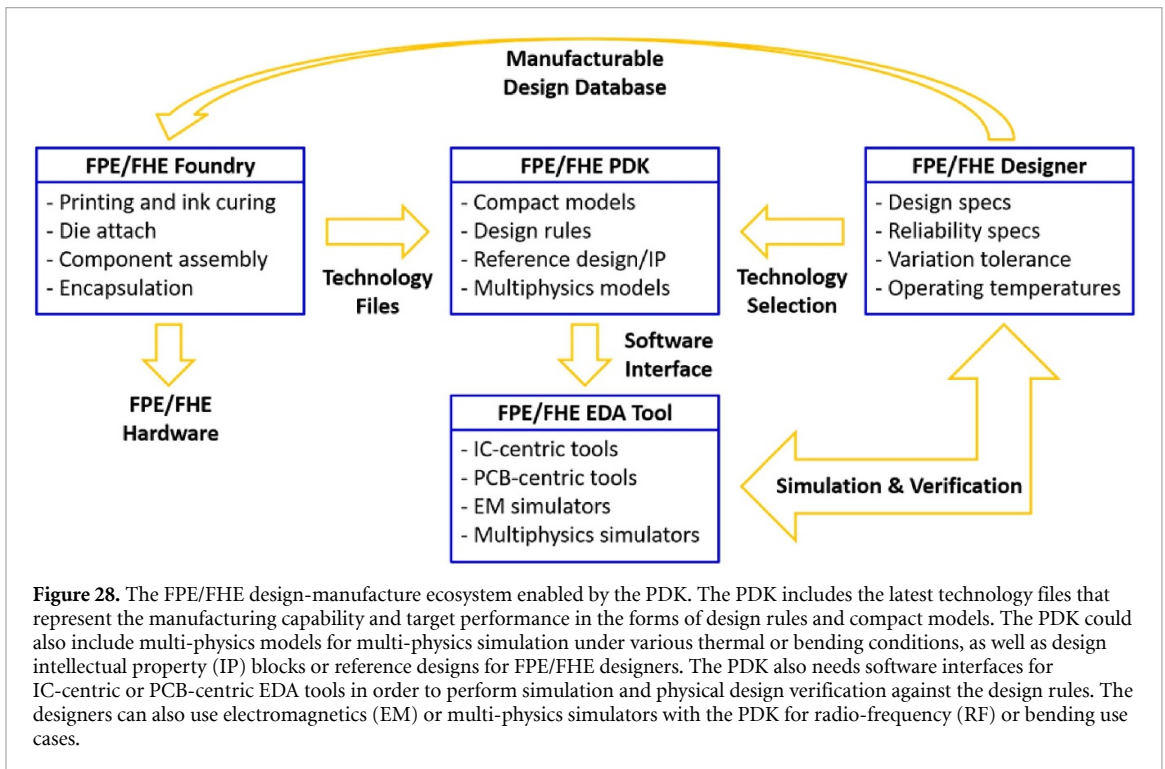 Manufacturable
Design Database
FPE/FHE Foundry
- Printing and ink curing
- Die attach
- Component assembly
- Encapsulation
Technology
Files
FPE/FHE PDK
- Compact models
- Design rules
- Reference design/IP
- Multiphysics models
Technology
Selection
FPE/FHE Designer
- Design specs
- Reliability specs
- Variation tolerance
- Operating temperatures
FPE/FHE
Hardware
Software
Interface
FPE/FHE EDA Tool
- IC-centric tools
- PCB-centric tools
- EM simulators
- Multiphysics simulators
Simulation & Verification
Figure 28. The FPE/FHE design-manufacture ecosystem enabled by the PDK. The PDK includes the latest technology files that
represent the manufacturing capability and target performance in the forms of design rules and compact models. The PDK could
also include multi-physics models for multi-physics simulation under various thermal or bending conditions, as well as design
intellectual property (IP) blocks or reference designs for FPE/FHE designers. The PDK also needs software interfaces for
IC-centric or PCB-centric EDA tools in order to perform simulation and physical design verification against the design rules. The
designers can also use electromagnetics (EM) or multi-physics simulators with the PDK for radio-frequency (RF) or bending use
cases.